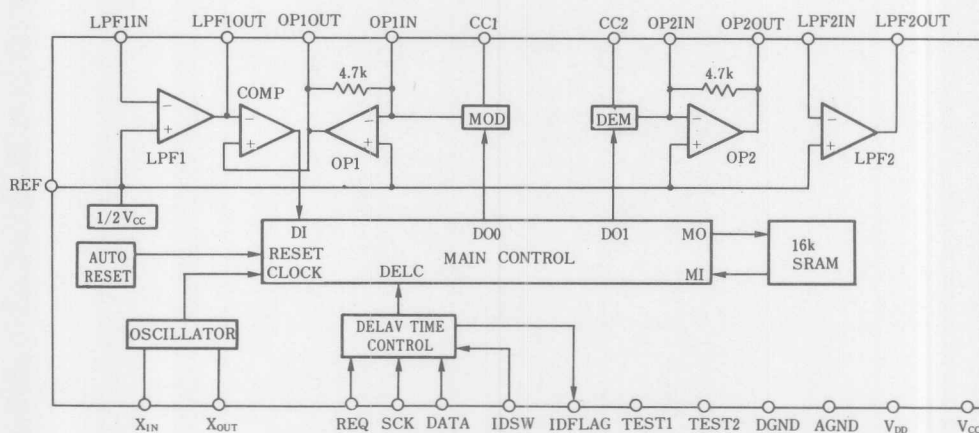 LPF1IN LPF1OUT OP1OUT OP1IN CC1 CC2 OP2IN OP2OUT LPF2IN LPF2OUT
4.7k 4.7k
COMP
MOD DEM
LPF1 OP1 OP2 LPF2
REF
1/2 VCC
DI DO0 DO1 MO
RESET MAIN CONTROL
CLOCK DELC MI
16k
SRAM
AUTO
RESET
OSCILLATOR
DELAV TIME
CONTROL
XIN XOUT REQ SCK DATA IDSW IDFLAG TEST1 TEST2 DGND AGND VDD